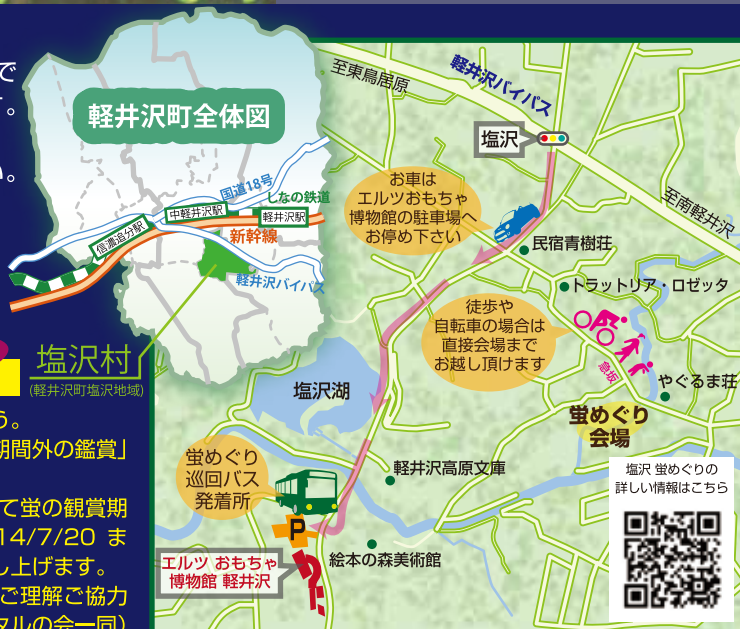 で
。
い。
軽井沢町全体図
国道18号
しなの鉄道
中軽井沢駅
軽井沢駅
信濃追分駅
新幹線
軽井沢バイパス
塩沢村
(軽井沢町塩沢地域)
う。
期間外の鑑賞」
て蛍の観賞期
14/7/20 ま
し上げます。
ご理解ご協力
タルの会一同)
至東鳥居原
軽井沢バイパス
塩沢
至南軽井沢
お車は
エルツおもちゃ
博物館の駐車場へ
お停め下さい
民宿青樹荘
トラットリア・ロゼッタ
徒歩や
自転車の場合は
直接会場まで
お越し頂けます
急坂
やぐるま荘
蛍めぐり
会場
塩沢湖
蛍めぐり
巡回バス
発着所
軽井沢高原文庫
P
エルツ おもちゃ
博物館 軽井沢
絵本の森美術館
塩沢 蛍めぐりの
詳しい情報はこちら